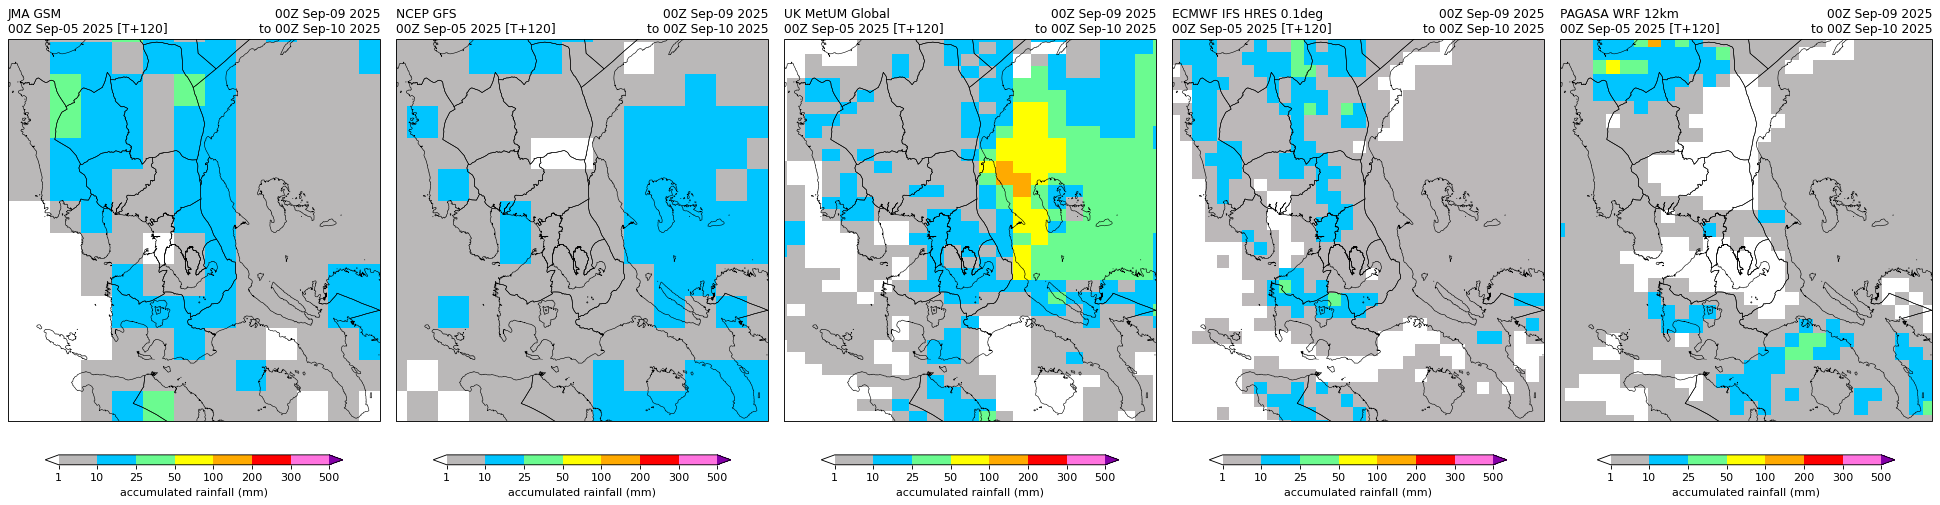 JMA GSM 00Z Sep-09 2025
00Z Sep-05 2025 [T+120] to 00Z Sep-10 2025
1 10 25 50 100 200 300 500
accumulated rainfall (mm)
NCEP GFS 00Z Sep-09 2025
00Z Sep-05 2025 [T+120] to 00Z Sep-10 2025
1 10 25 50 100 200 300 500
accumulated rainfall (mm)
UK MetUM Global 00Z Sep-09 2025
00Z Sep-05 2025 [T+120] to 00Z Sep-10 2025
1 10 25 50 100 200 300 500
accumulated rainfall (mm)
ECMWF IFS HRES 0.1deg 00Z Sep-09 2025
00Z Sep-05 2025 [T+120] to 00Z Sep-10 2025
1 10 25 50 100 200 300 500
accumulated rainfall (mm)
PAGASA WRF 12km 00Z Sep-09 2025
00Z Sep-05 2025 [T+120] to 00Z Sep-10 2025
1 10 25 50 100 200 300 500
accumulated rainfall (mm)